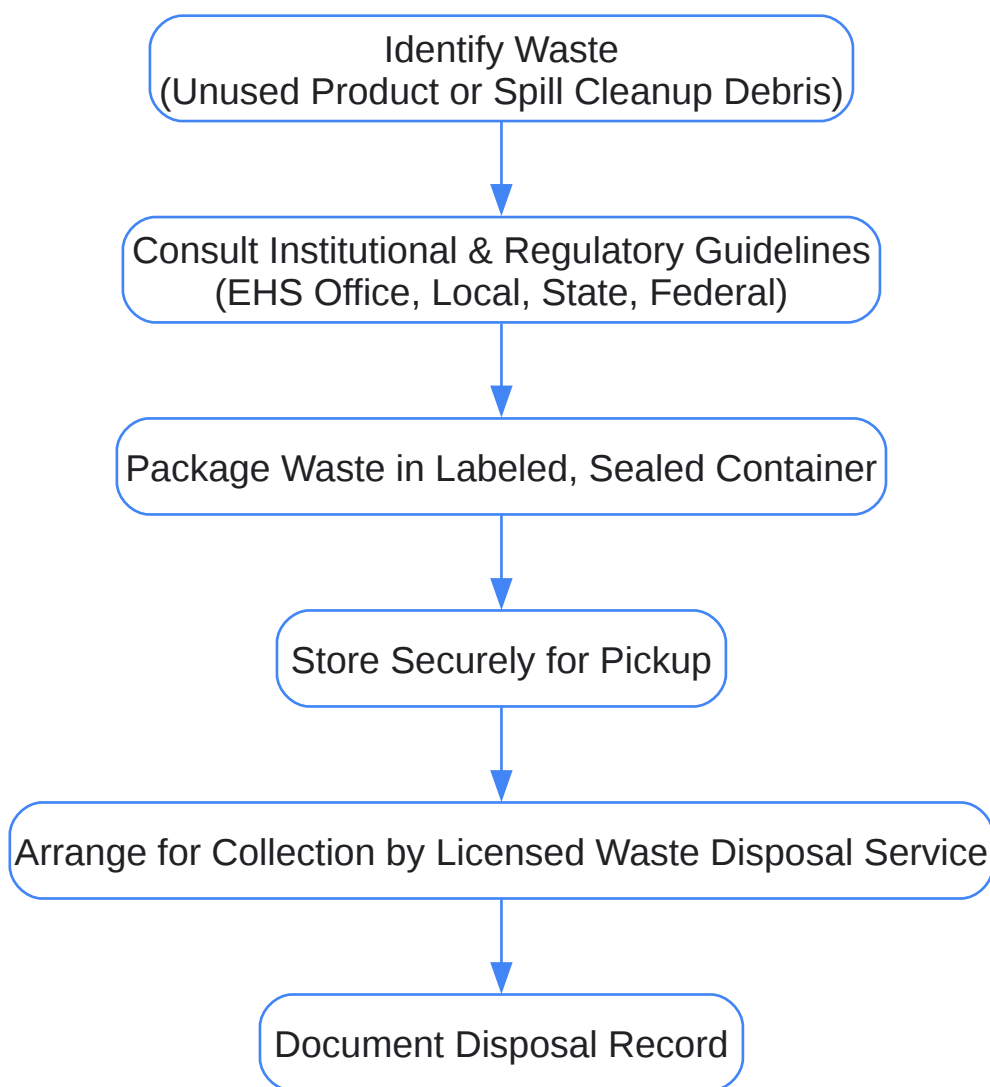 Identify Waste
(Unused Product or Spill Cleanup Debris)
Consult Institutional & Regulatory Guidelines
(EHS Office, Local, State, Federal)
Package Waste in Labeled, Sealed Container
Store Securely for Pickup
Arrange for Collection by Licensed Waste Disposal Service
Document Disposal Record